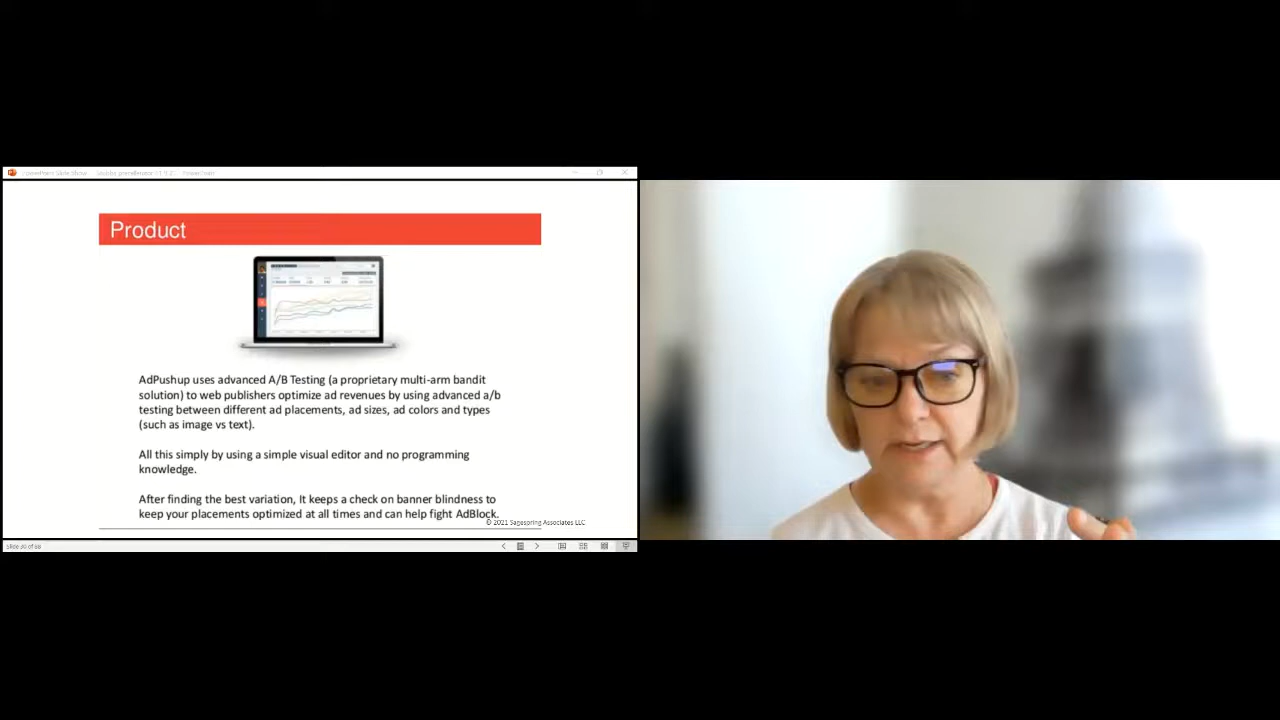 PowerPoint Slide Show
Product
AdPushup uses advanced A/B Testing (a proprietary multi-arm bandit
solution) to web publishers optimize ad revenues by using advanced a/b
testing between different ad placements, ad sizes, ad colors and types
(such as image vs text).
All this simply by using a simple visual editor and no programming
knowledge.
After finding the best variation, It keeps a check on banner blindness to
keep your placements optimized at all times and can help fight AdBlock.
© 2021 Sagespring Associates LLC